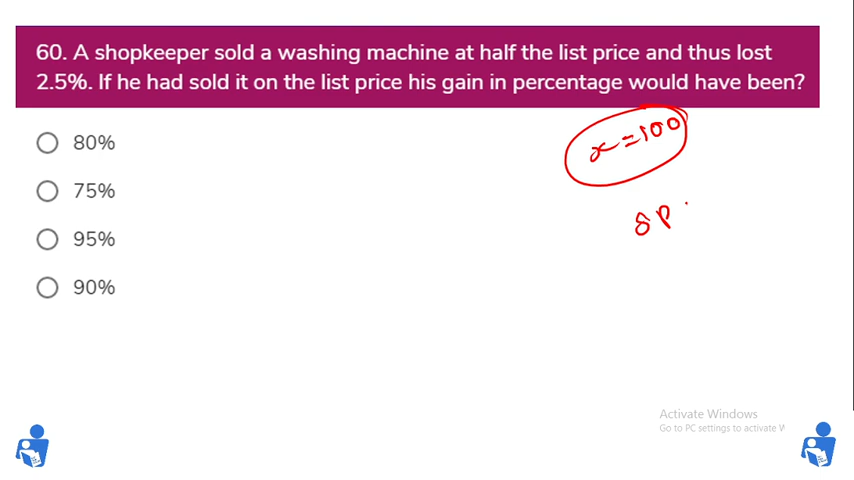 60. A shopkeeper sold a washing machine at half the list price and thus lost
2.5%. If he had sold it on the list price his gain in percentage would have been?
80%
75%
95%
90%
x=100
SP
Activate Windows
Go to PC settings to activate W